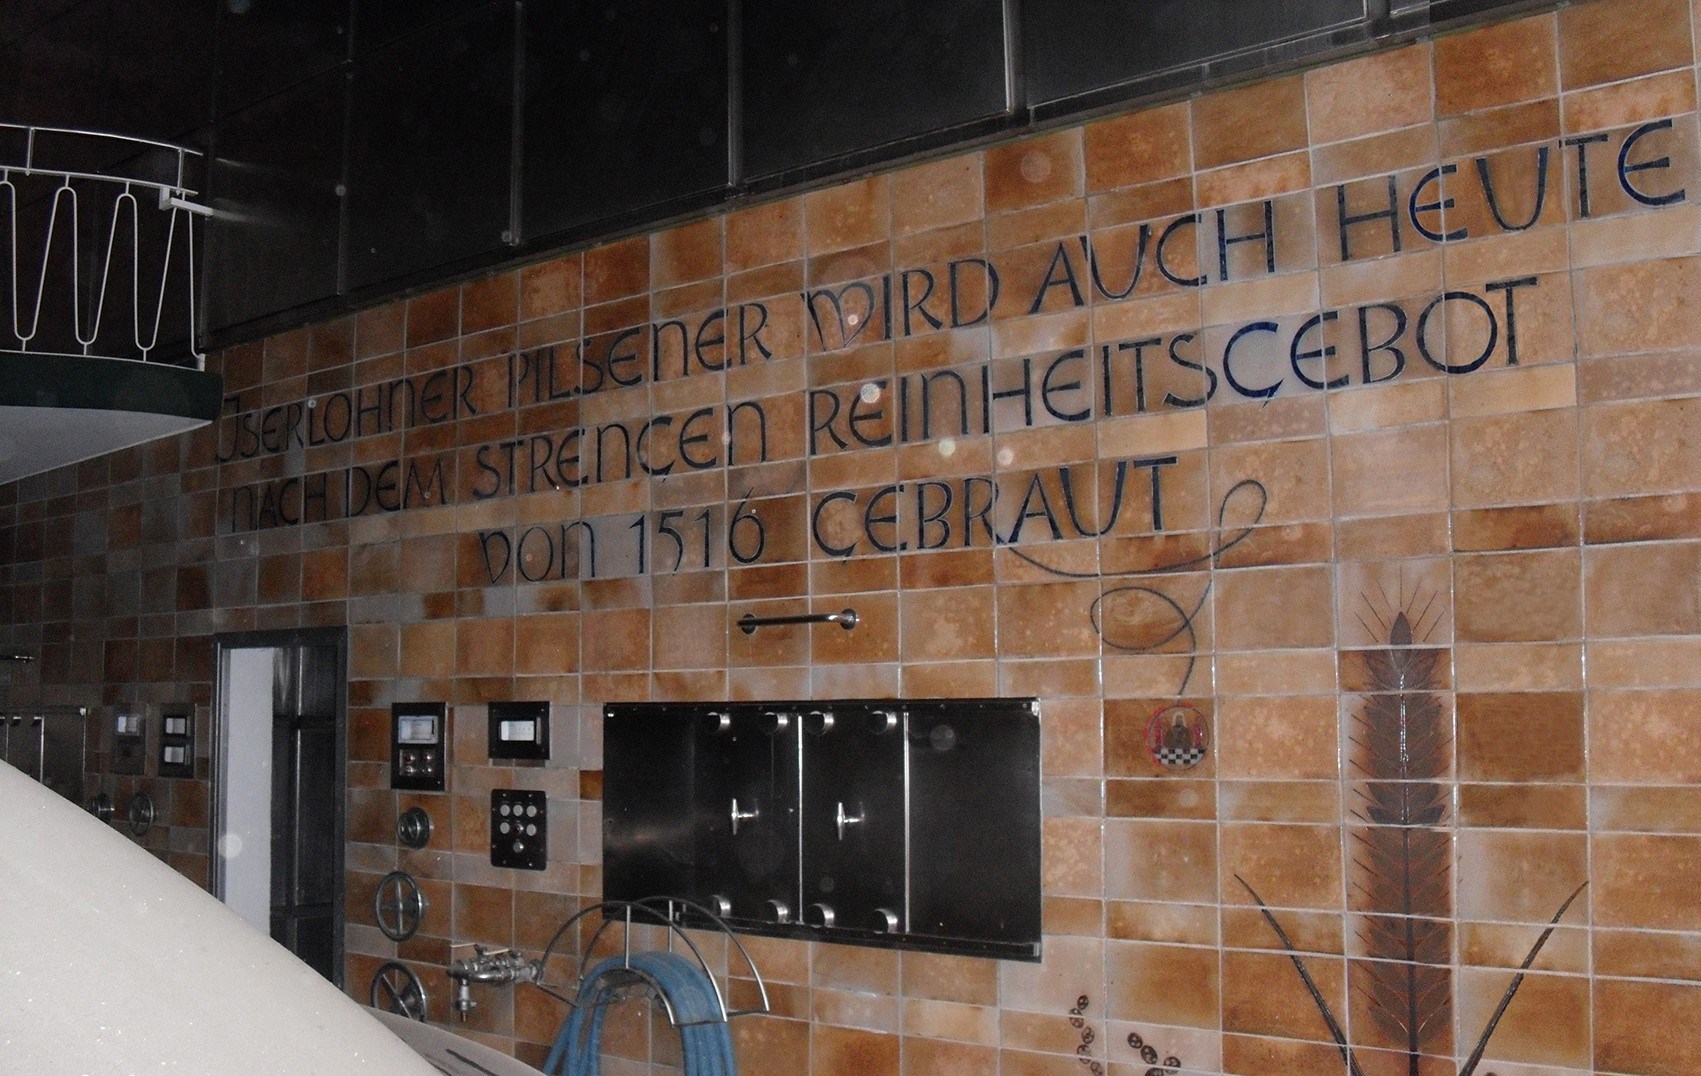 ISERLOHNER PILSENER WIRD AUCH HEUTE
NACH DEM STRENGEN REINHEITSGEBOT
VON 1516 GEBRAUT